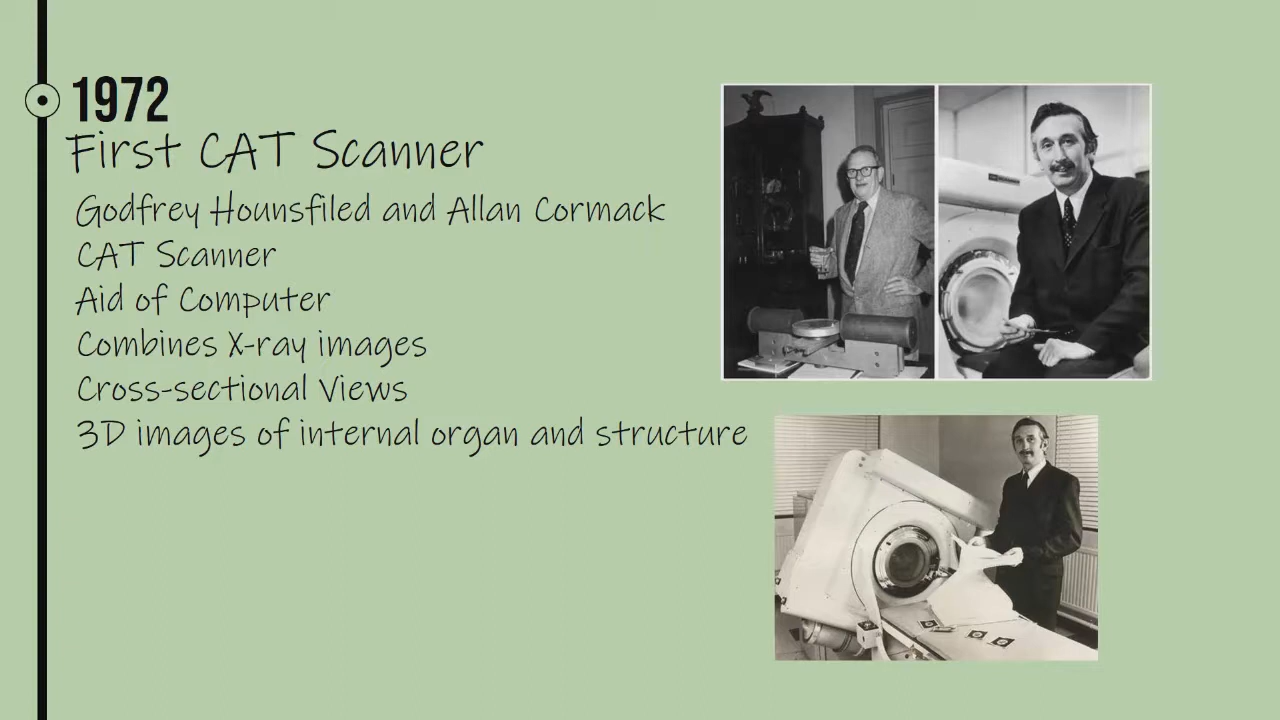 1972
First CAT Scanner
Godfrey Hounsfiled and Allan Cormack
CAT Scanner
Aid of Computer
Combines X-ray images
Cross-sectional Views
3D images of internal organ and structure